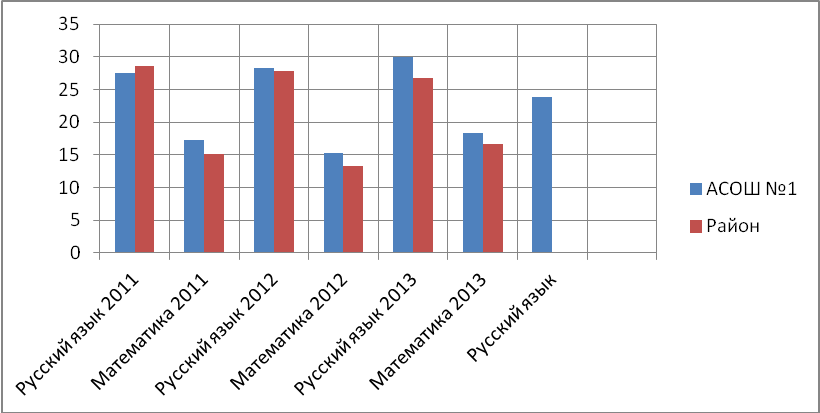 35
30
25
20
15
10
5
0
Русский язык 2011
Математика 2011
Русский язык 2012
Математика 2012
Русский язык 2013
Математика 2013
Русский язык
АСОШ №1
Район